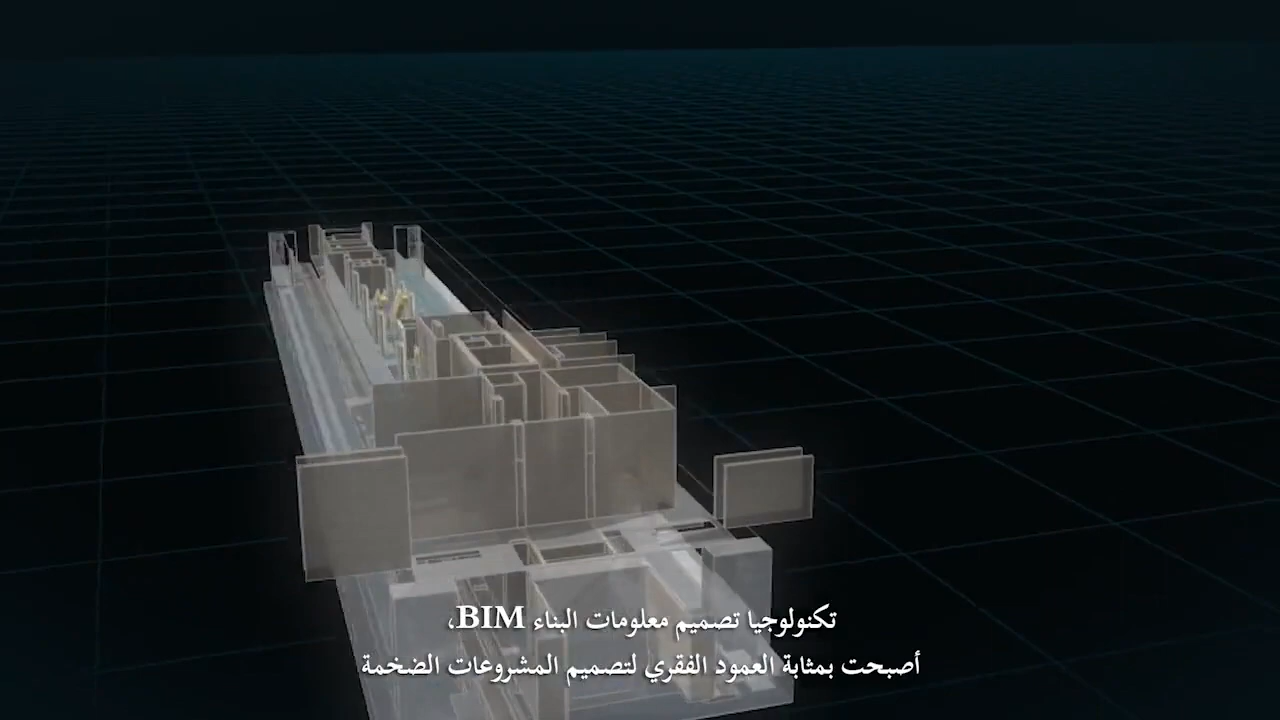 تكنولوجيا تصميم معلومات البناء BIM،
أصبحت بمثابة العمود الفقري لتصميم المشروعات الضخمة